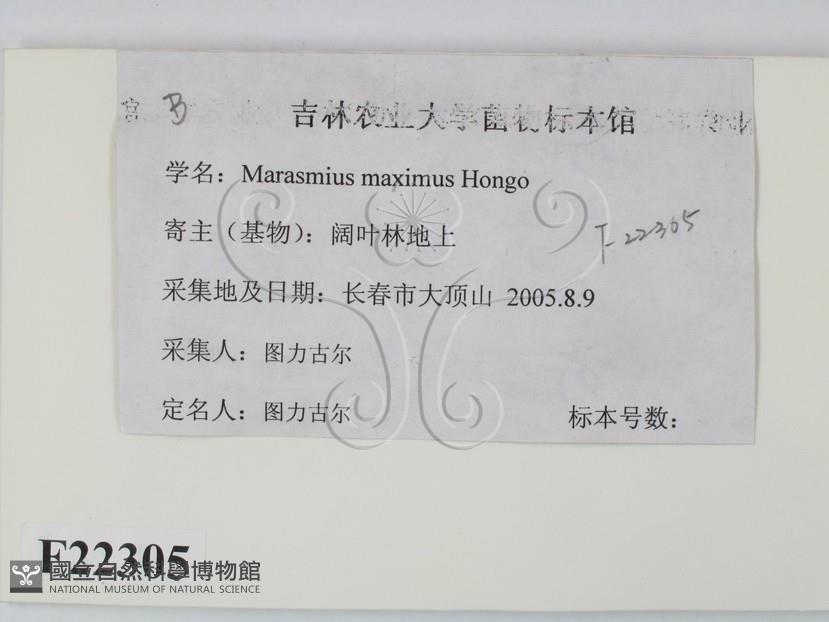 B
吉林农业大学菌物标本馆
学名：Marasmius maximus Hongo
寄主（基物）：阔叶林地上
F22305
采集地及日期：长春市大顶山 2005.8.9
采集人：图力古尔
定名人：图力古尔
标本号数：
F22305
國立自然科學博物館
NATIONAL MUSEUM OF NATURAL SCIENCE